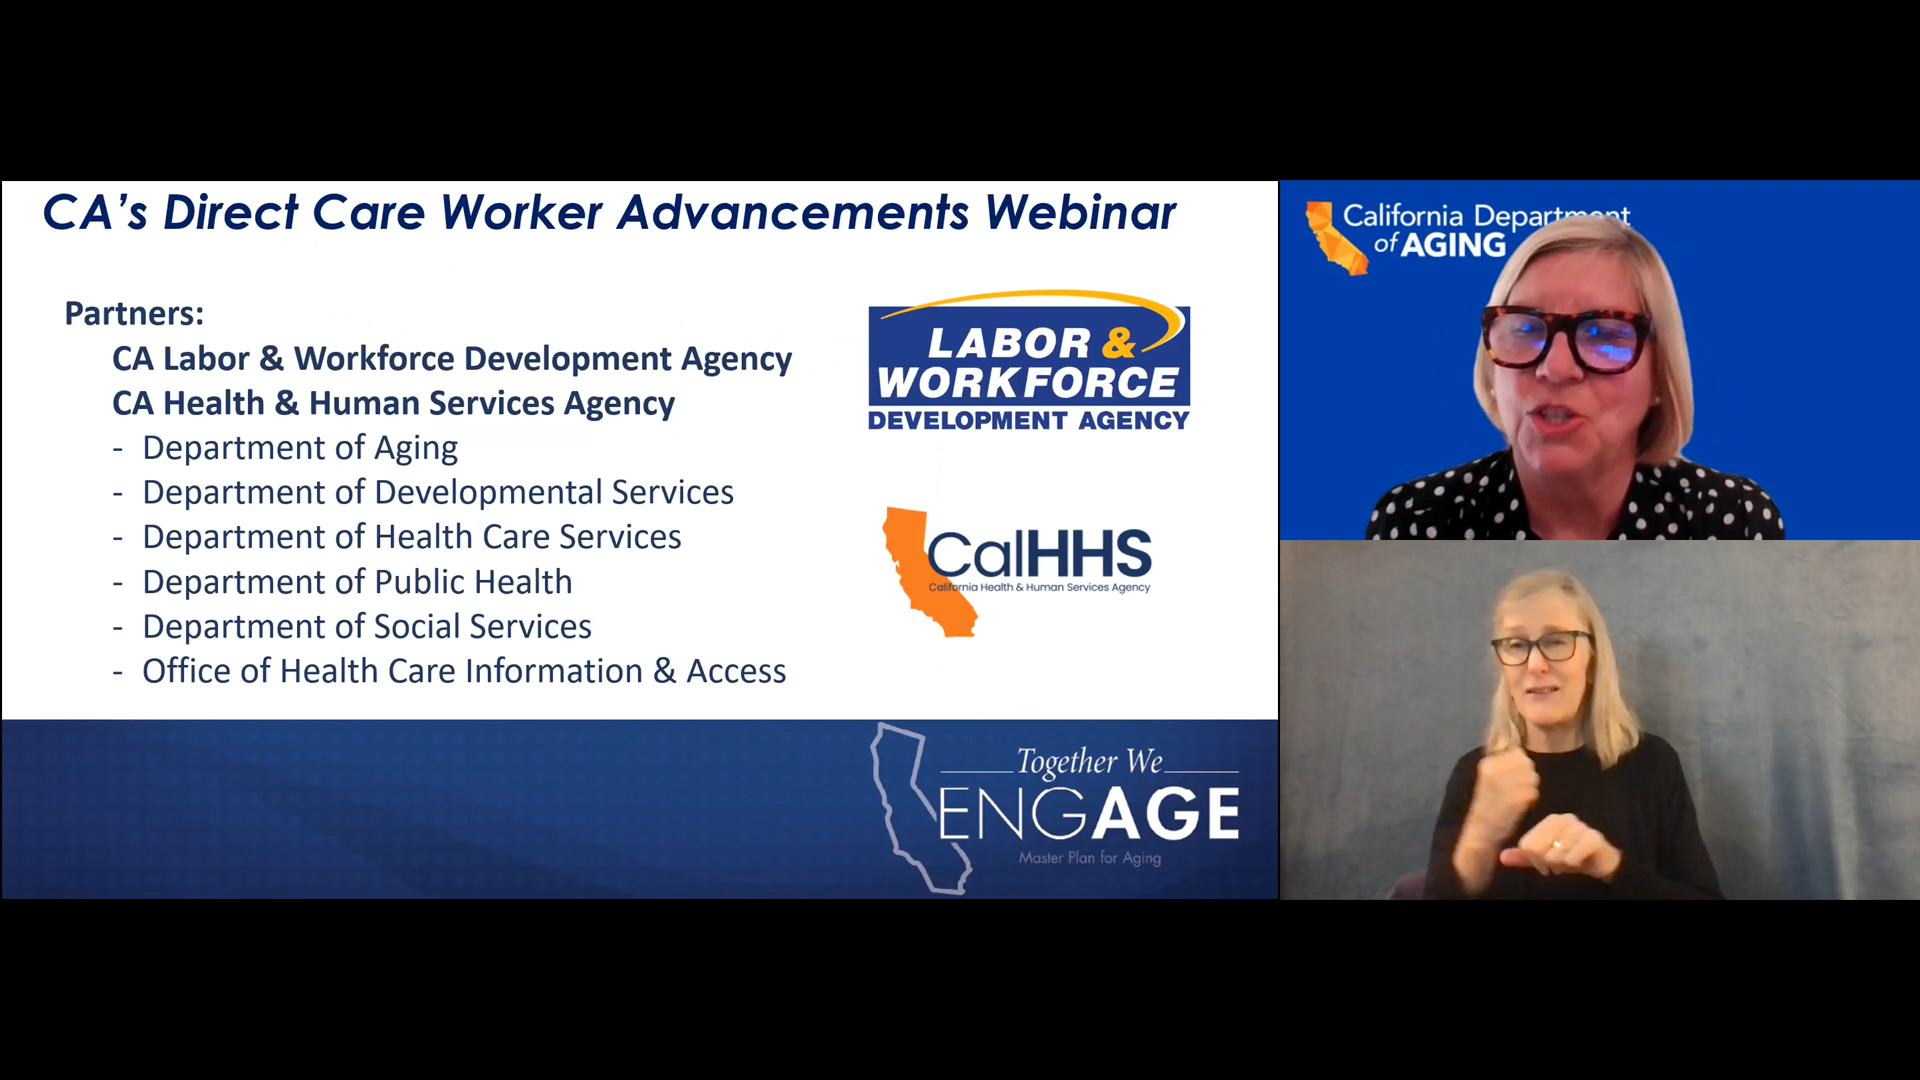 CA's Direct Care Worker Advancements Webinar
Partners:
CA Labor & Workforce Development Agency
CA Health & Human Services Agency
- Department of Aging
- Department of Developmental Services
- Department of Health Care Services
- Department of Public Health
- Department of Social Services
- Office of Health Care Information & Access
LABOR &
WORKFORCE
DEVELOPMENT AGENCY
CalHHS
California Health & Human Services Agency
Together We
ENGAGE
Master Plan for Aging
California Department
of AGING